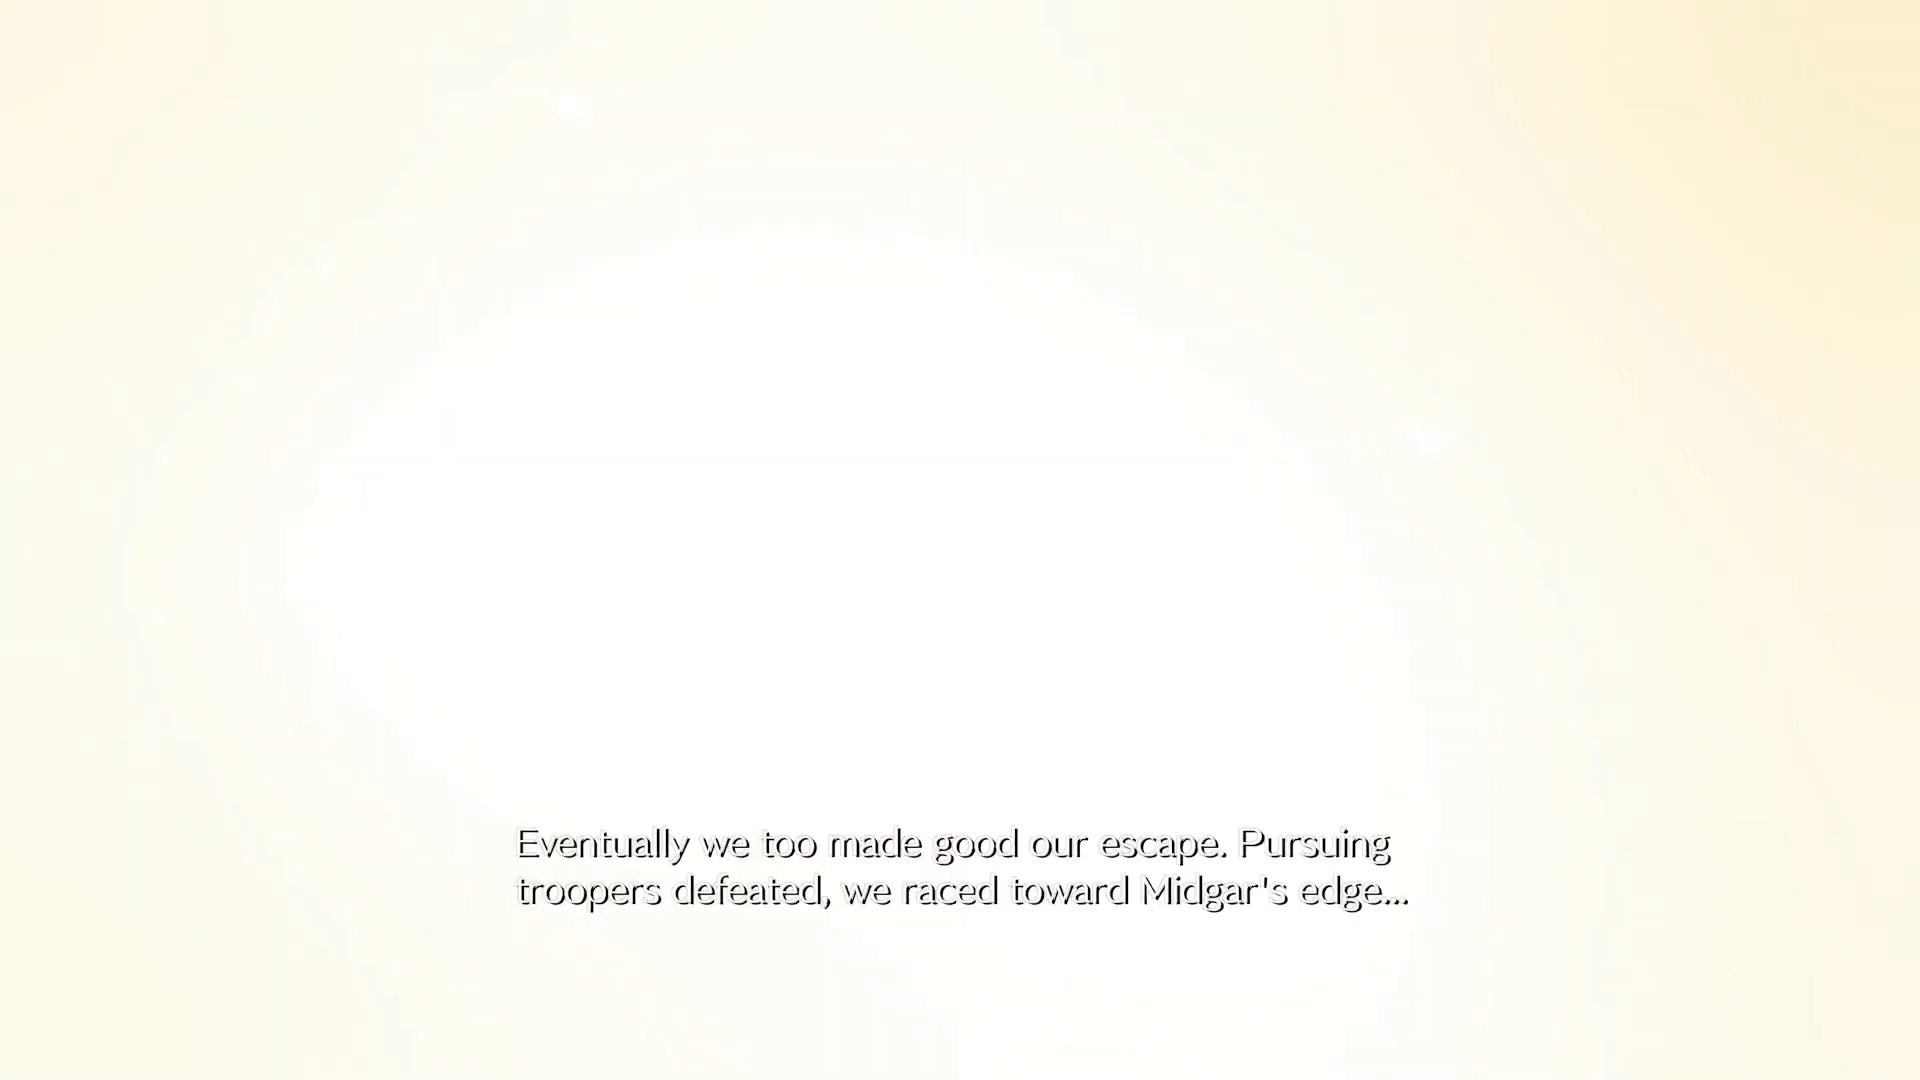 Eventually we too made good our escape. Pursuing
troopers defeated, we raced toward Midgar's edge...